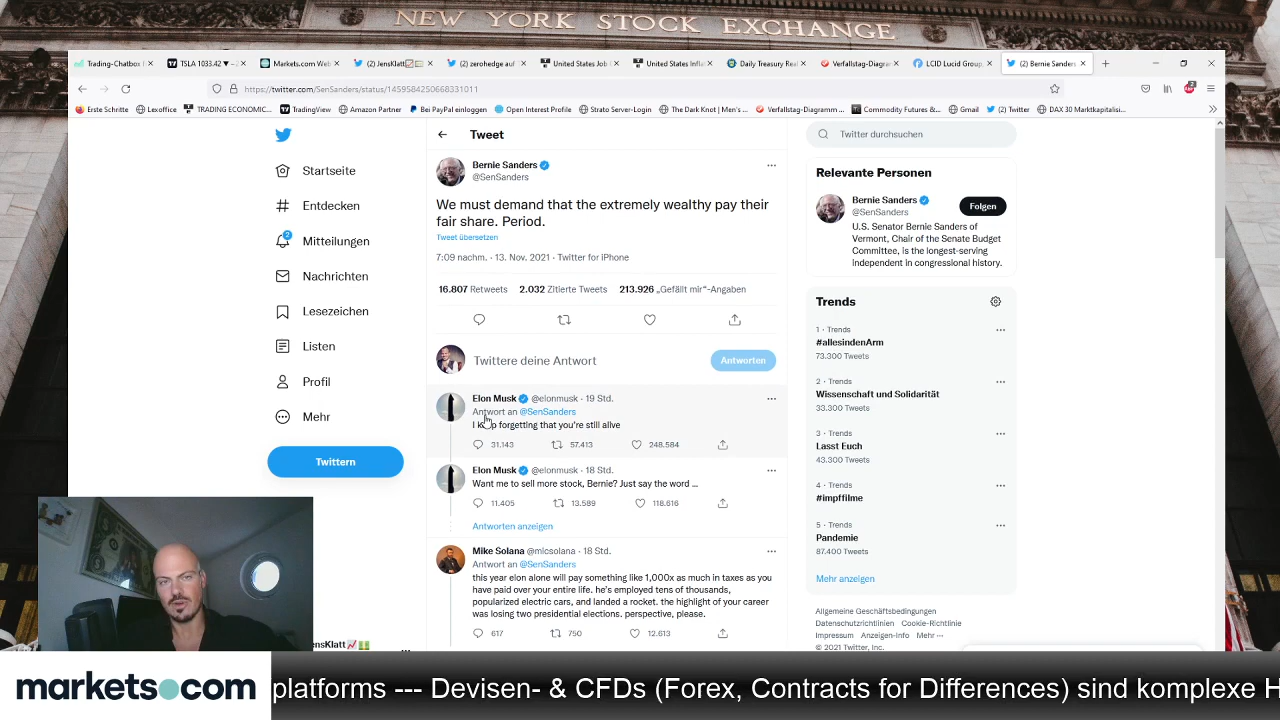 NEW YORK STOCK EXCHANGE
Trading-Chatbox F
TSLA 1033.42 ▼
Markets.com Web
(2) JensKlatt
(2) zerohedge auf
United States Job
United States Infla
Daily Treasury Real
Verfallstag-Diagram
LCID Lucid Group,
(2) Bernie Sanders
https://twitter.com/SenSanders/status/1459584250668331011
Erste Schritte
Lexoffice
TRADING ECONOMIC...
TradingView
Amazon Partner
Bei PayPal einloggen
Open Interest Profile
Strato Server-Login
The Dark Knot | Men's ...
Verfallstag-Diagramm ...
Commodity Futures &...
Gmail
(2) Twitter
DAX 30 Marktkapitalisi...
Startseite
Entdecken
2
Mitteilungen
Nachrichten
Lesezeichen
Listen
Profil
Mehr
Twittern
Tweet
Bernie Sanders
@SenSanders
We must demand that the extremely wealthy pay their
fair share. Period.
Tweet übersetzen
7:09 nachm. · 13. Nov. 2021 · Twitter for iPhone
16.807 Retweets 2.032 Zitierte Tweets 213.926 „Gefällt mir“-Angaben
Twittere deine Antwort
Antworten
Elon Musk @elonmusk · 19 Std.
Antwort an @SenSanders
I keep forgetting that you're still alive
31.143 57.413 248.584
Elon Musk @elonmusk · 18 Std.
Want me to sell more stock, Bernie? Just say the word ...
11.405 13.589 118.616
Antworten anzeigen
Mike Solana @micsolana · 18 Std.
Antwort an @SenSanders
this year elon alone will pay something like 1,000x as much in taxes as you
have paid over your entire life. he's employed tens of thousands,
popularized electric cars, and landed a rocket. the highlight of your career
was losing two presidential elections. perspective, please.
617 750 12.613
Twitter durchsuchen
Relevante Personen
Bernie Sanders
@SenSanders
Folgen
U.S. Senator Bernie Sanders of
Vermont, Chair of the Senate Budget
Committee, is the longest-serving
independent in congressional history.
Trends
1 · Trends
#allesindenArm
73.300 Tweets
2 · Trends
Wissenschaft und Solidarität
33.300 Tweets
3 · Trends
Lasst Euch
43.300 Tweets
4 · Trends
#impffilme
5 · Trends
Pandemie
87.400 Tweets
Mehr anzeigen
Allgemeine Geschäftsbedingungen
Datenschutzrichtlinien Cookie-Richtlinie
Impressum Anzeigen-Info Mehr ···
© 2021 Twitter, Inc.
JensKlatt
markets.com
platforms --- Devisen- & CFDs (Forex, Contracts for Differences) sind komplexe H